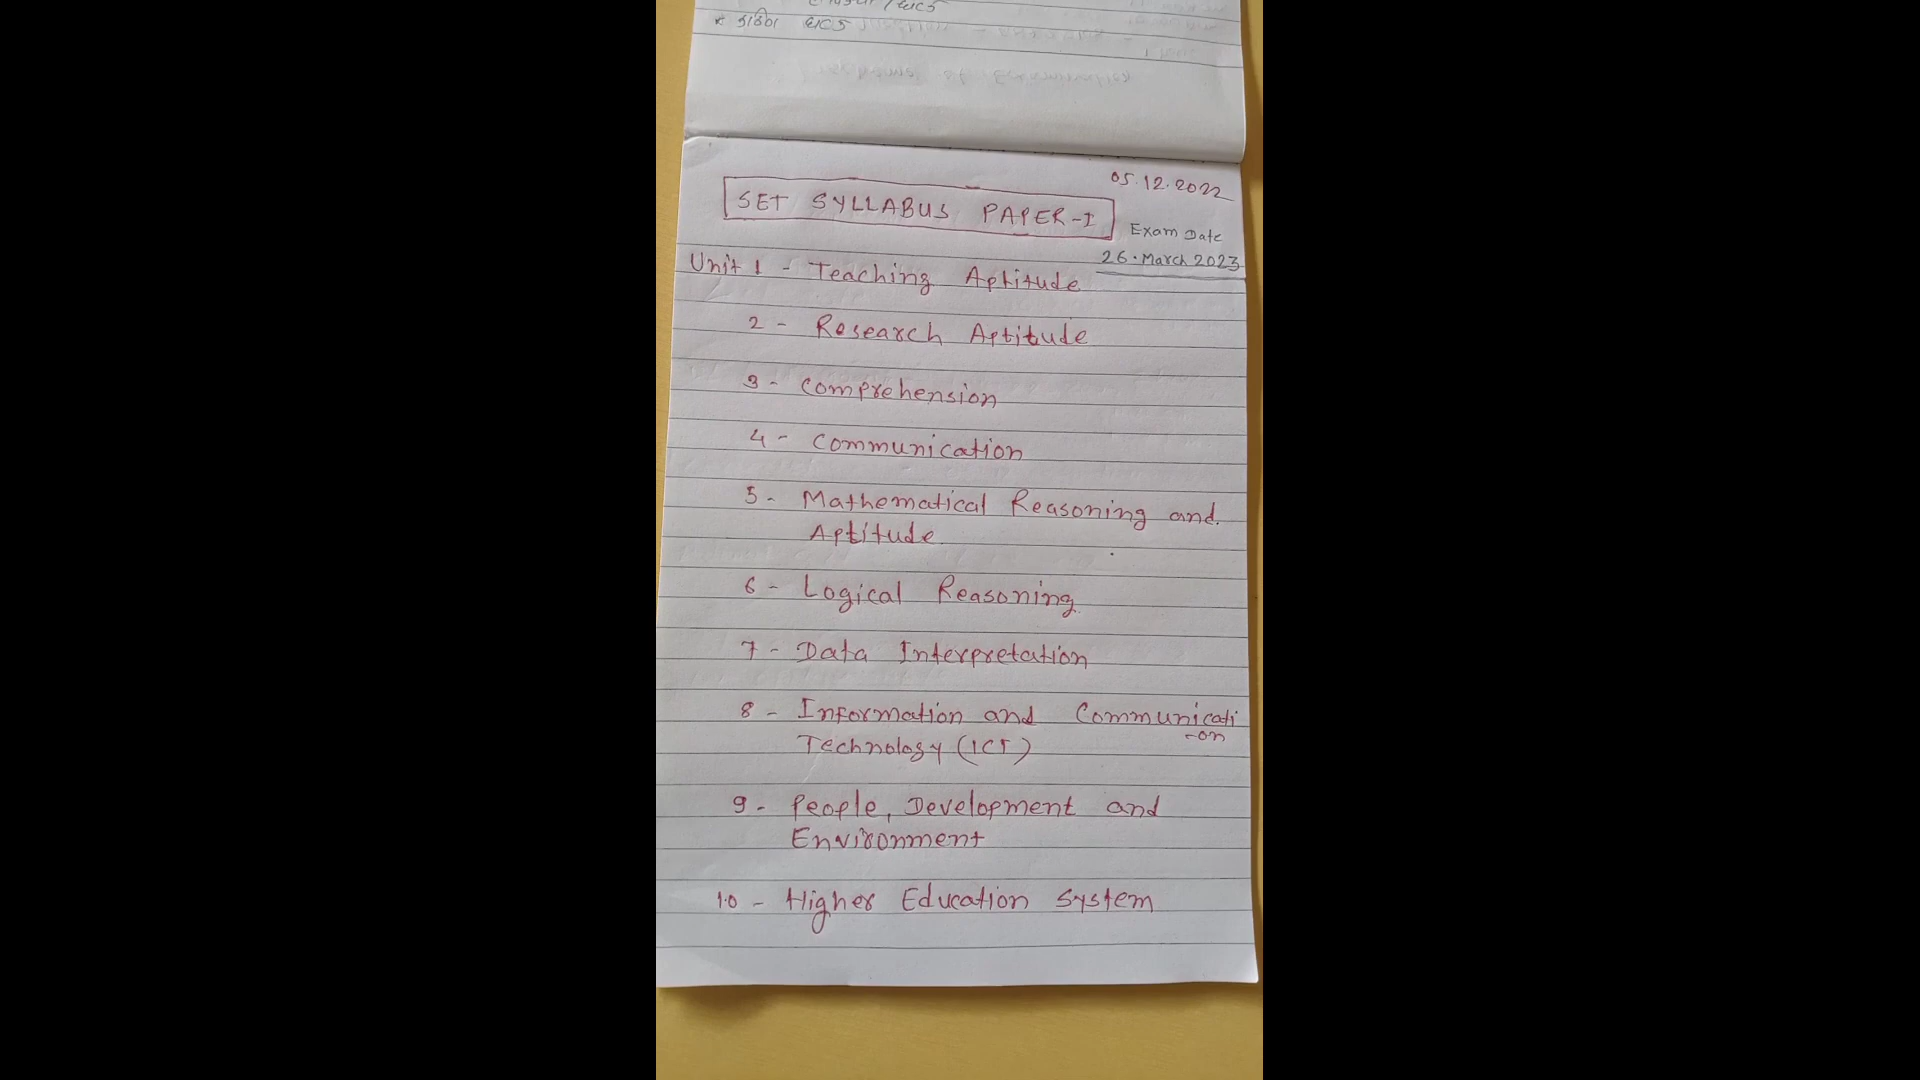 * કાઠિયા
05.12.2022
SET SYLLABUS PAPER-I
Exam Date
26. March 2023
Unit 1 - Teaching Aptitude
2 - Research Aptitude
3 - Comprehension
4 - Communication
5 - Mathematical Reasoning and
Aptitude
6 - Logical Reasoning
7 - Data Interpretation
8 - Information and Communicati
-on
Technology (ICT)
9 - People, Development and
Environment
10 - Higher Education System